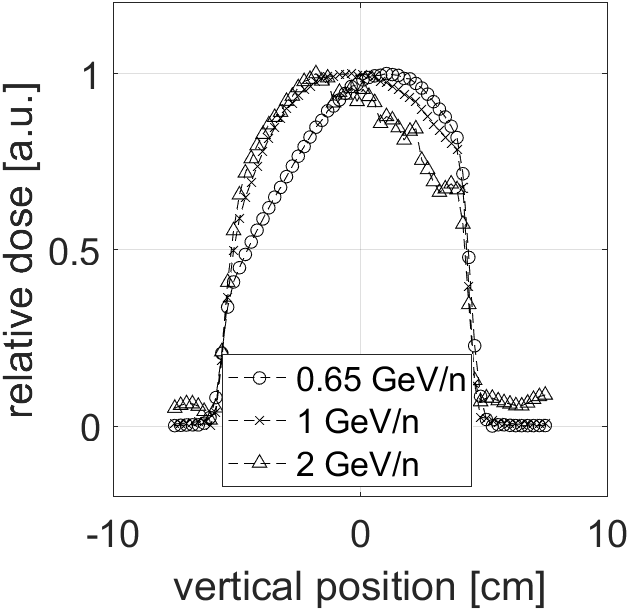 relative dose [a.u.]
1
0.5
0
0.65 GeV/n
1 GeV/n
2 GeV/n
-10
0
10
vertical position [cm]